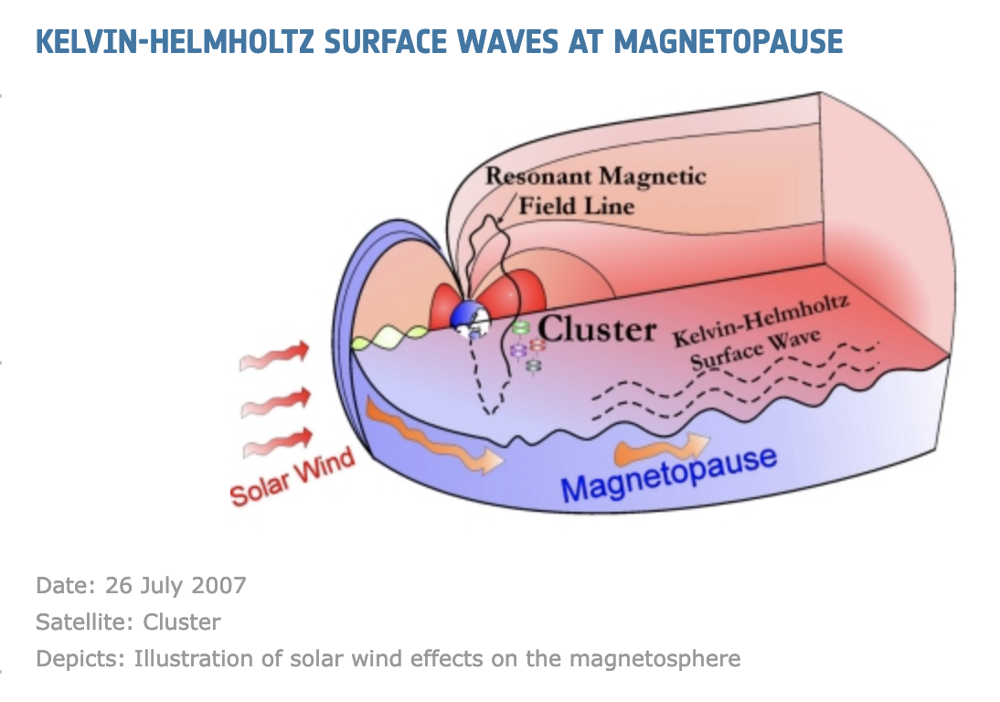 KELVIN-HELMHOLTZ SURFACE WAVES AT MAGNETOPAUSE
Resonant Magnetic
Field Line
Cluster
Kelvin-Helmholtz
Surface Wave
Solar Wind
Magnetopause
Date: 26 July 2007
Satellite: Cluster
Depicts: Illustration of solar wind effects on the magnetosphere